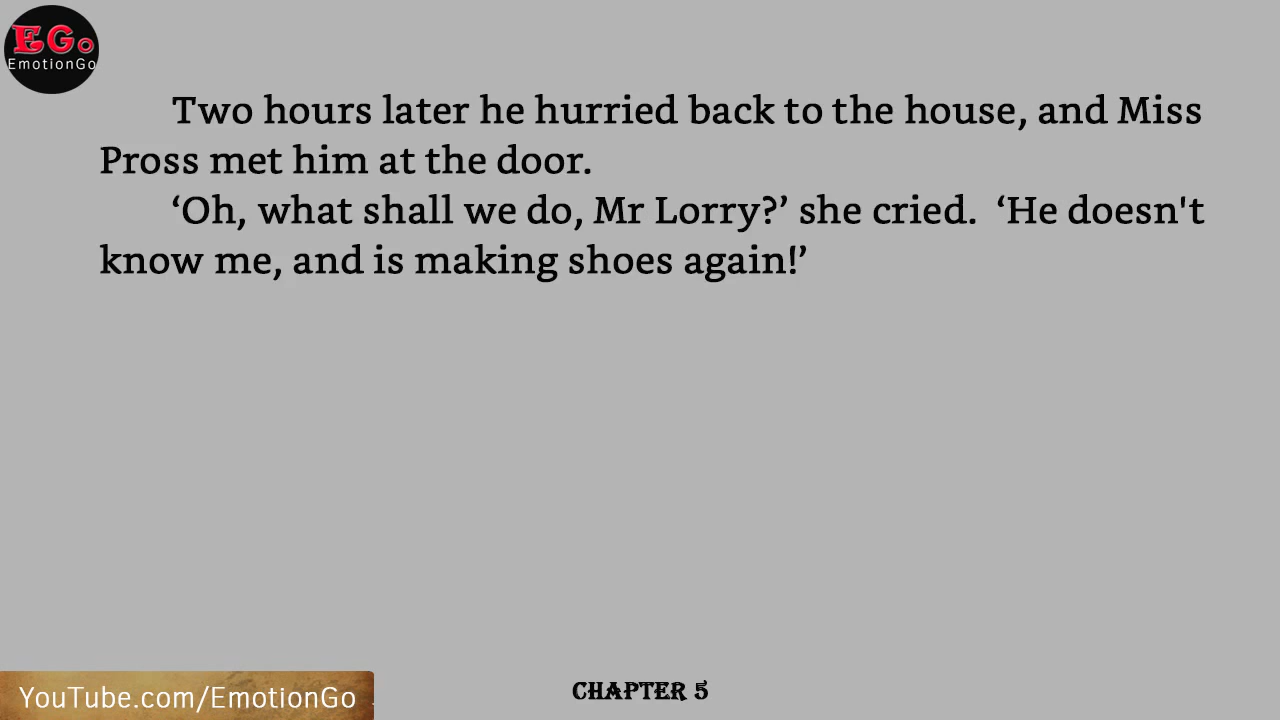 EGo
EmotionGo
Two hours later he hurried back to the house, and Miss
Pross met him at the door.
‘Oh, what shall we do, Mr Lorry?’ she cried.  ‘He doesn't
know me, and is making shoes again!’
YouTube.com/EmotionGo
CHAPTER 5